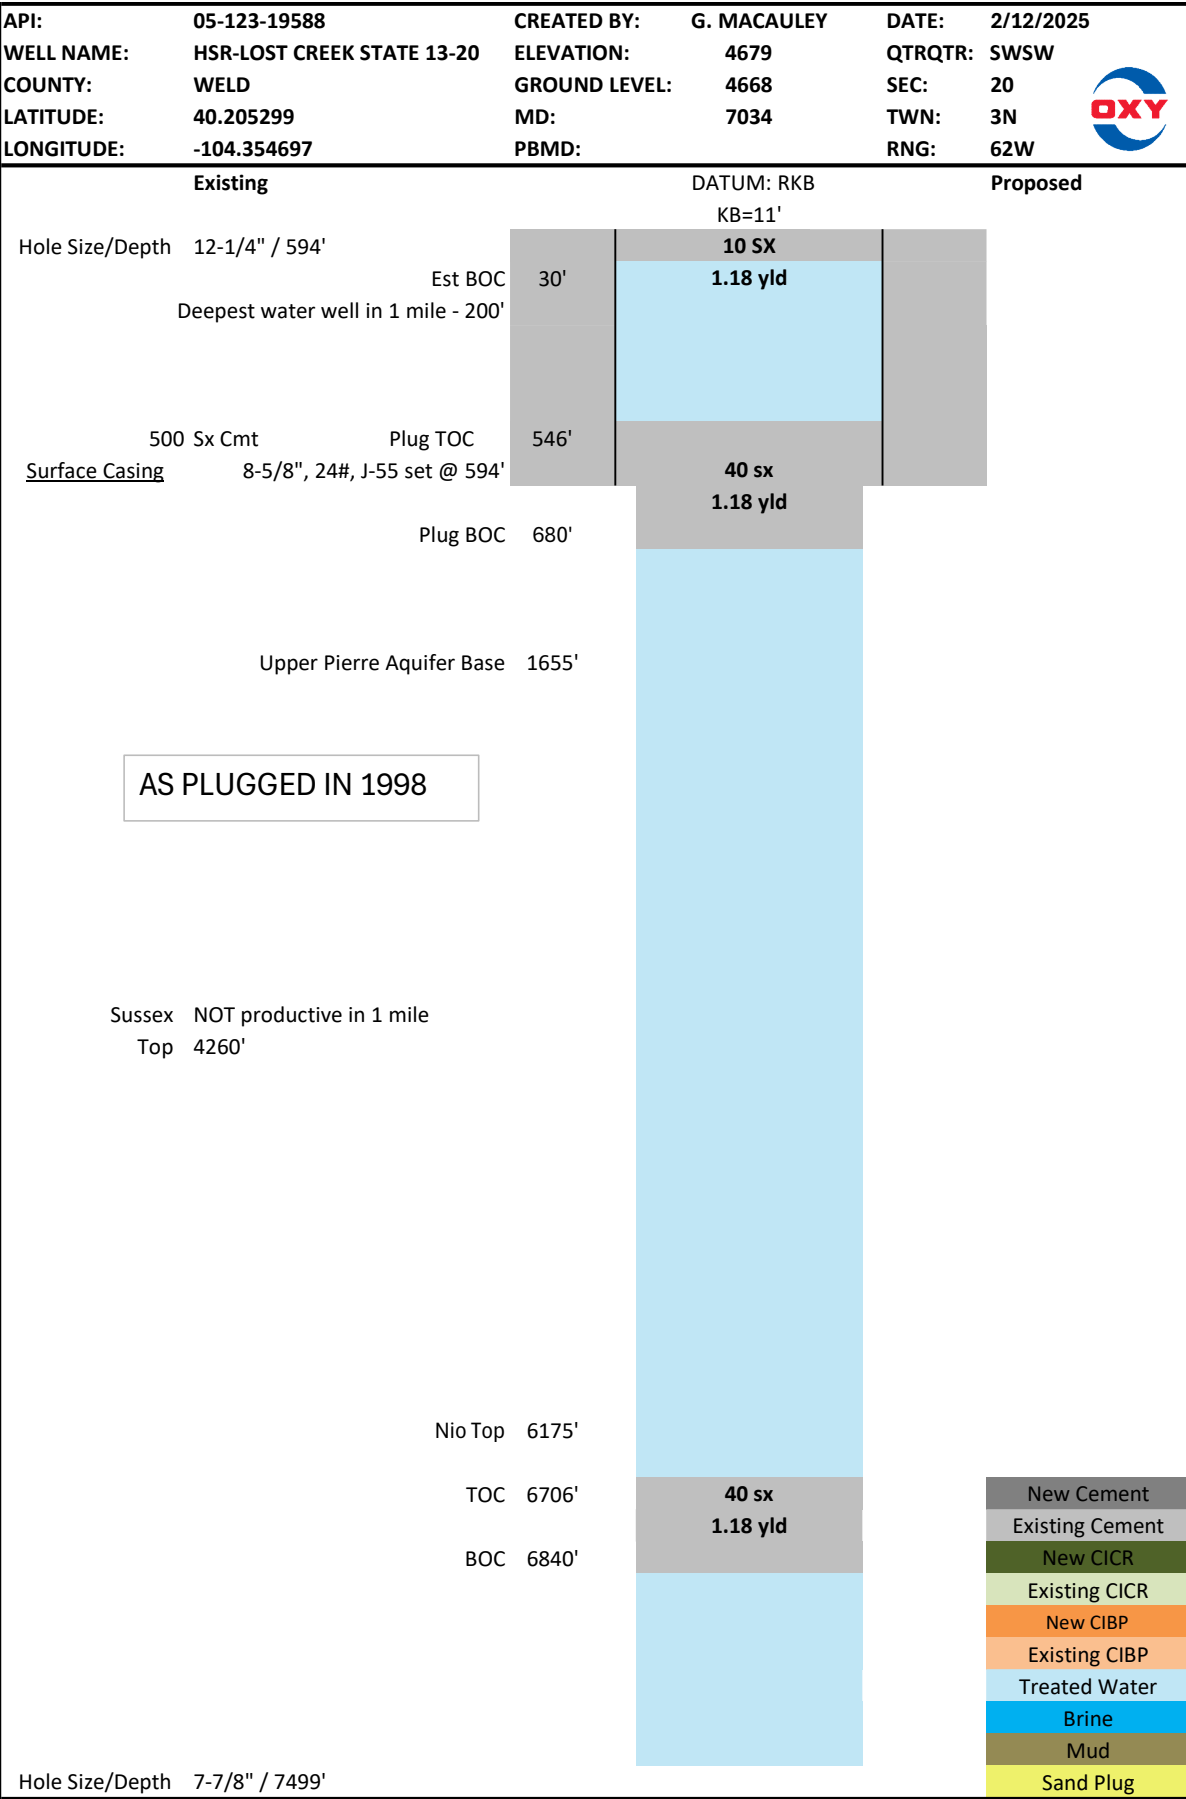 API: 05-123-19588 CREATED BY: G. MACAULEY DATE: 2/12/2025
WELL NAME: HSR-LOST CREEK STATE 13-20 ELEVATION: 4679 QTRQTR: SWSW
COUNTY: WELD GROUND LEVEL: 4668 SEC: 20
LATITUDE: 40.205299 MD: 7034 TWN: 3N
OXY
LONGITUDE: -104.354697 PBMD: RNG: 62W
Existing DATUM: RKB Proposed
KB=11'
Hole Size/Depth 12-1/4" / 594' 10 SX
Est BOC 30' 1.18 yld
Deepest water well in 1 mile - 200'
500 Sx Cmt Plug TOC 546'
Surface Casing 8-5/8", 24#, J-55 set @ 594' 40 sx
1.18 yld
Plug BOC 680'
Upper Pierre Aquifer Base 1655'
AS PLUGGED IN 1998
Sussex NOT productive in 1 mile
Top 4260'
Nio Top 6175'
TOC 6706' 40 sx New Cement
1.18 yld Existing Cement
BOC 6840' New CICR
Existing CICR
New CIBP
Existing CIBP
Treated Water
Brine
Mud
Hole Size/Depth 7-7/8" / 7499' Sand Plug